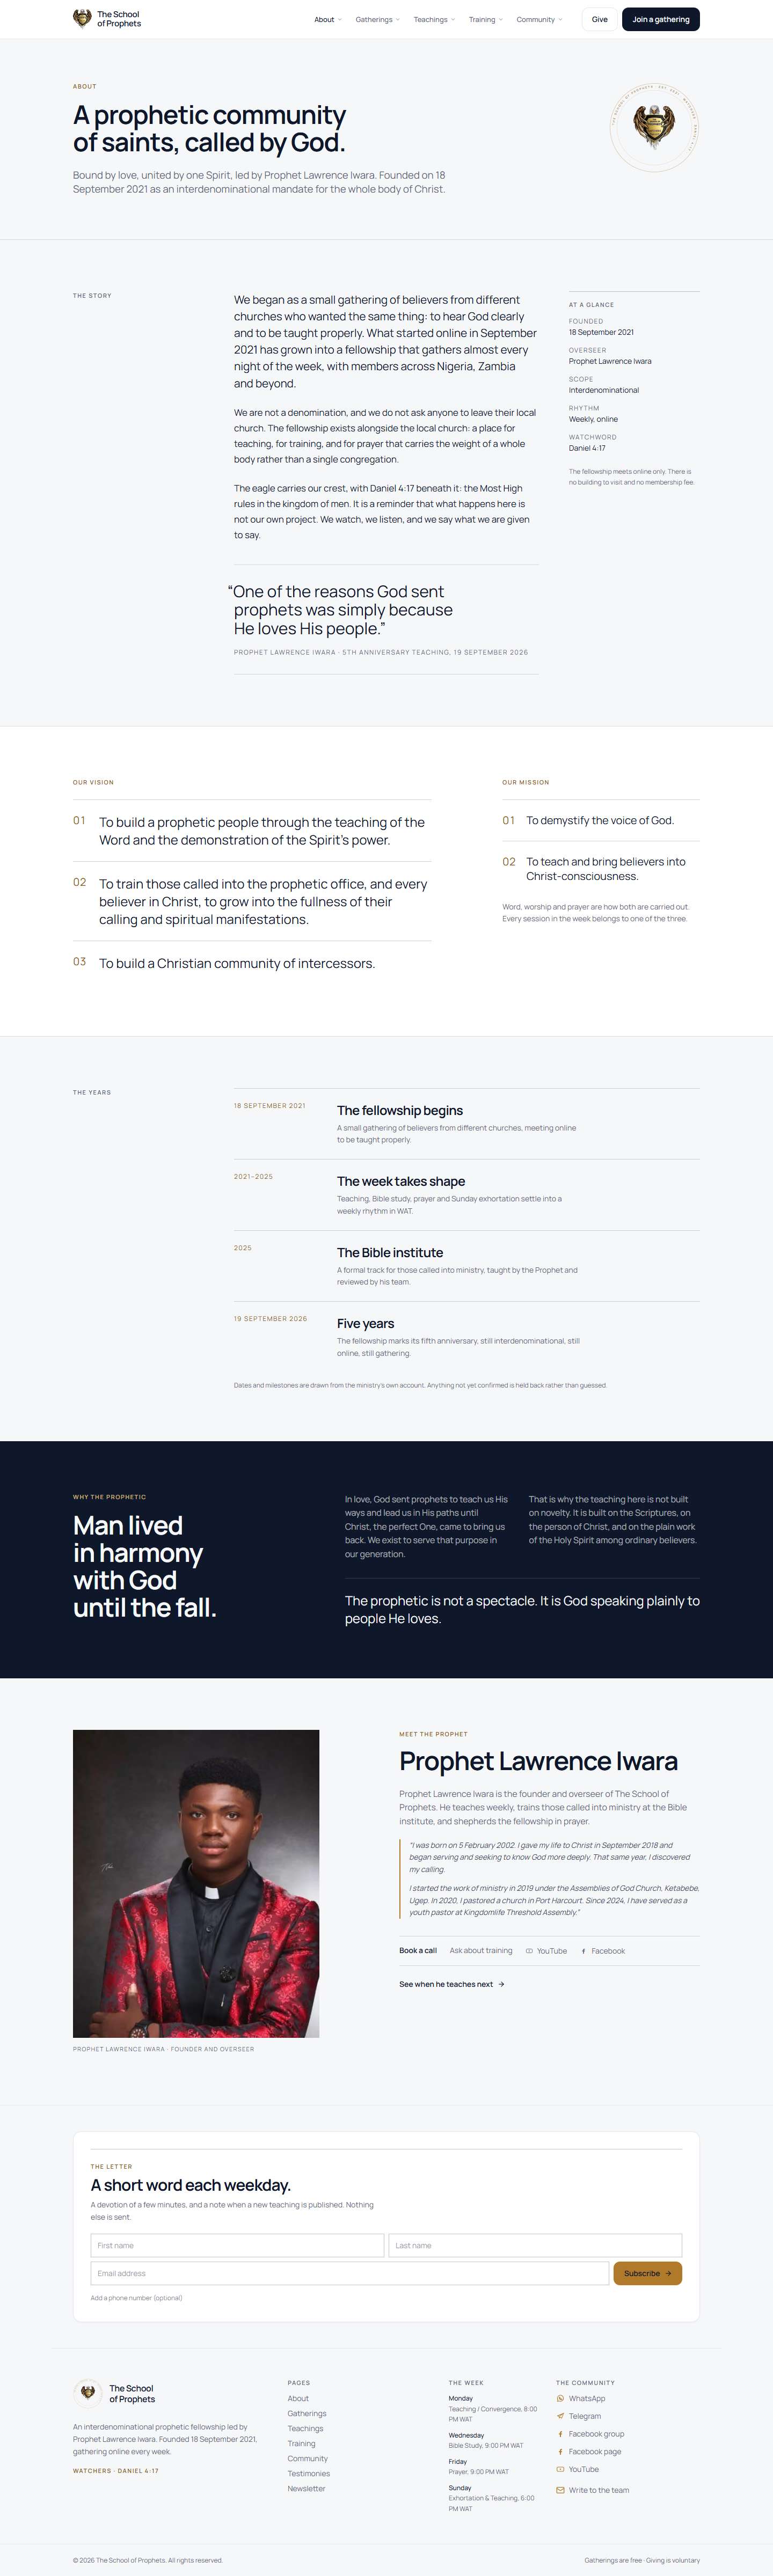 The School
of Prophets
About
Gatherings
Teachings
Training
Community
Give
Join a gathering
ABOUT
A prophetic community
of saints, called by God.
Bound by love, united by one Spirit, led by Prophet Lawrence Iwara. Founded on 18
September 2021 as an interdenominational mandate for the whole body of Christ.
THE STORY
We began as a small gathering of believers from different
churches who wanted the same thing: to hear God clearly
and to be taught properly. What started online in September
2021 has grown into a fellowship that gathers almost every
night of the week, with members across Nigeria, Zambia
and beyond.
We are not a denomination, and we do not ask anyone to leave their local
church. The fellowship exists alongside the local church: a place for
teaching, for training, and for prayer that carries the weight of a whole
body rather than a single congregation.
The eagle carries our crest, with Daniel 4:17 beneath it: the Most High
rules in the kingdom of men. It is a reminder that what happens here is
not our own project. We watch, we listen, and we say what we are given
to say.
“One of the reasons God sent
prophets was simply because
He loves His people.”
PROPHET LAWRENCE IWARA · 5TH ANNIVERSARY TEACHING, 19 SEPTEMBER 2026
AT A GLANCE
FOUNDED
18 September 2021
OVERSEER
Prophet Lawrence Iwara
SCOPE
Interdenominational
RHYTHM
Weekly, online
WATCHWORD
Daniel 4:17
The fellowship meets online only. There is
no building to visit and no membership fee.
OUR VISION
01 To build a prophetic people through the teaching of the
Word and the demonstration of the Spirit's power.
02 To train those called into the prophetic office, and every
believer in Christ, to grow into the fullness of their
calling and spiritual manifestations.
03 To build a Christian community of intercessors.
OUR MISSION
01 To demystify the voice of God.
02 To teach and bring believers into
Christ-consciousness.
Word, worship and prayer are how both are carried out.
Every session in the week belongs to one of the three.
THE YEARS
18 SEPTEMBER 2021
The fellowship begins
A small gathering of believers from different churches, meeting online
to be taught properly.
2021–2025
The week takes shape
Teaching, Bible study, prayer and Sunday exhortation settle into a
weekly rhythm in WAT.
2025
The Bible institute
A formal track for those called into ministry, taught by the Prophet and
reviewed by his team.
19 SEPTEMBER 2026
Five years
The fellowship marks its fifth anniversary, still interdenominational, still
online, still gathering.
Dates and milestones are drawn from the ministry's own account. Anything not yet confirmed is held back rather than guessed.
WHY THE PROPHETIC
Man lived
in harmony
with God
until the fall.
In love, God sent prophets to teach us His
ways and lead us in His paths until
Christ, the perfect One, came to bring us
back. We exist to serve that purpose in
our generation.
That is why the teaching here is not built
on novelty. It is built on the Scriptures, on
the person of Christ, and on the plain work
of the Holy Spirit among ordinary believers.
The prophetic is not a spectacle. It is God speaking plainly to
people He loves.
PROPHET LAWRENCE IWARA · FOUNDER AND OVERSEER
MEET THE PROPHET
Prophet Lawrence Iwara
Prophet Lawrence Iwara is the founder and overseer of The School of
Prophets. He teaches weekly, trains those called into ministry at the Bible
institute, and shepherds the fellowship in prayer.
"I was born on 5 February 2002. I gave my life to Christ in September 2018 and
began serving and seeking to know God more deeply. That same year, I discovered
my calling.
I started the work of ministry in 2019 under the Assemblies of God Church, Ketabebe,
Ugep. In 2020, I pastored a church in Port Harcourt. Since 2024, I have served as a
youth pastor at Kingdomlife Threshold Assembly."
Book a call
Ask about training
YouTube
Facebook
See when he teaches next
THE LETTER
A short word each weekday.
A devotion of a few minutes, and a note when a new teaching is published. Nothing
else is sent.
First name
Last name
Email address
Subscribe
Add a phone number (optional)
The School
of Prophets
An interdenominational prophetic fellowship led by
Prophet Lawrence Iwara. Founded 18 September 2021,
gathering online every week.
WATCHERS · DANIEL 4:17
PAGES
About
Gatherings
Teachings
Training
Community
Testimonies
Newsletter
THE WEEK
Monday
Teaching / Convergence, 8:00
PM WAT
Wednesday
Bible Study, 9:00 PM WAT
Friday
Prayer, 9:00 PM WAT
Sunday
Exhortation & Teaching, 6:00
PM WAT
THE COMMUNITY
WhatsApp
Telegram
Facebook group
Facebook page
YouTube
Write to the team
© 2026 The School of Prophets. All rights reserved.
Gatherings are free · Giving is voluntary